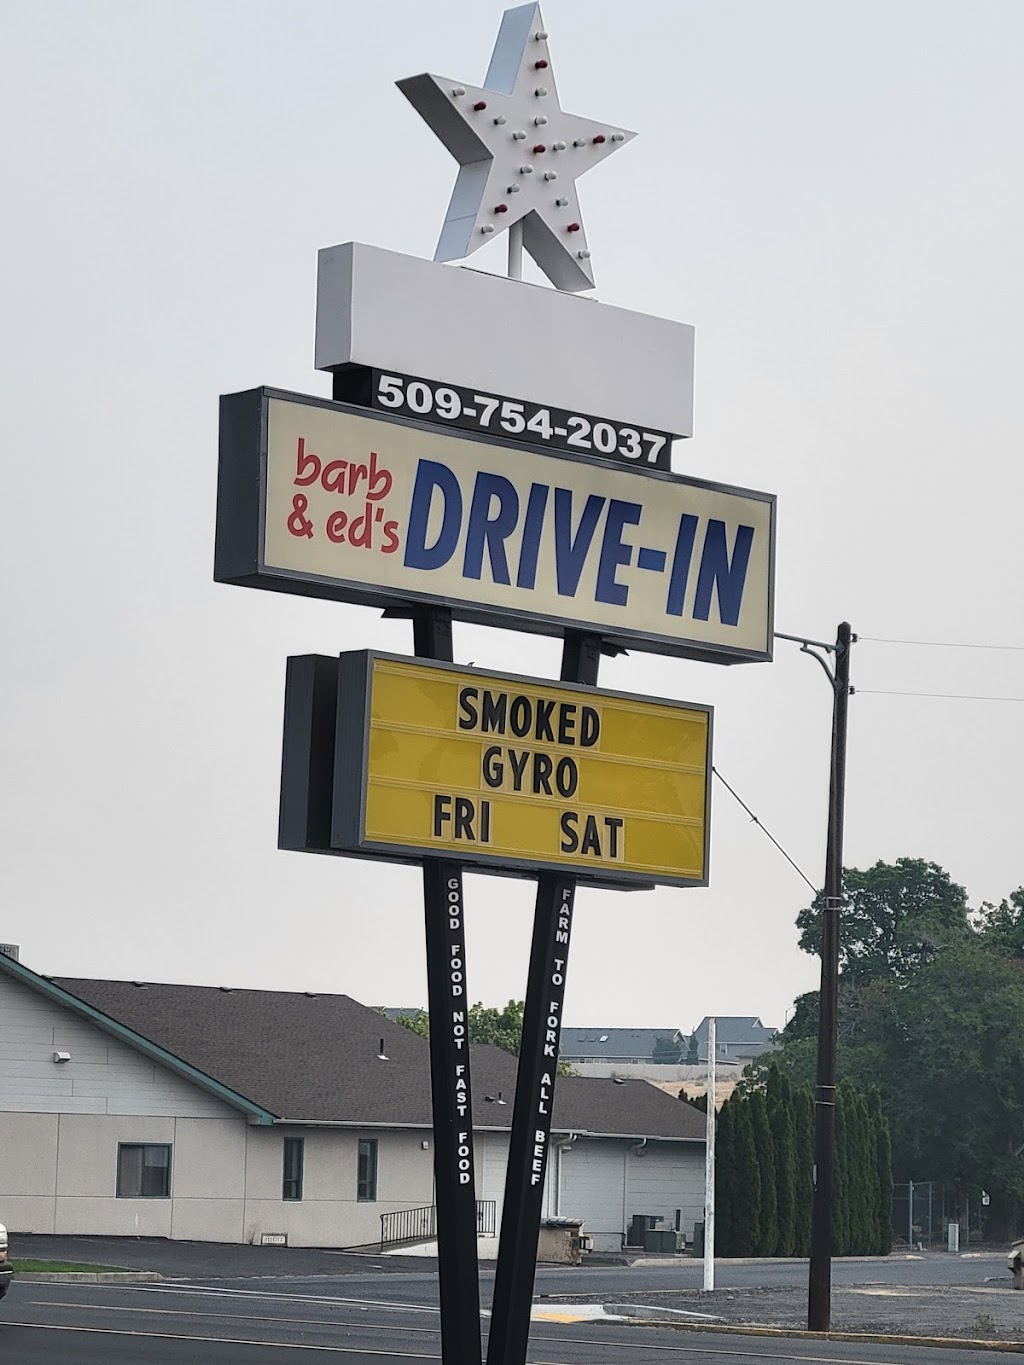 509-754-2037
barb
& ed's
DRIVE-IN
SMOKED
GYRO
FRI SAT
GOOD FOOD NOT FAST FOOD
FARM TO FORK ALL BEEF